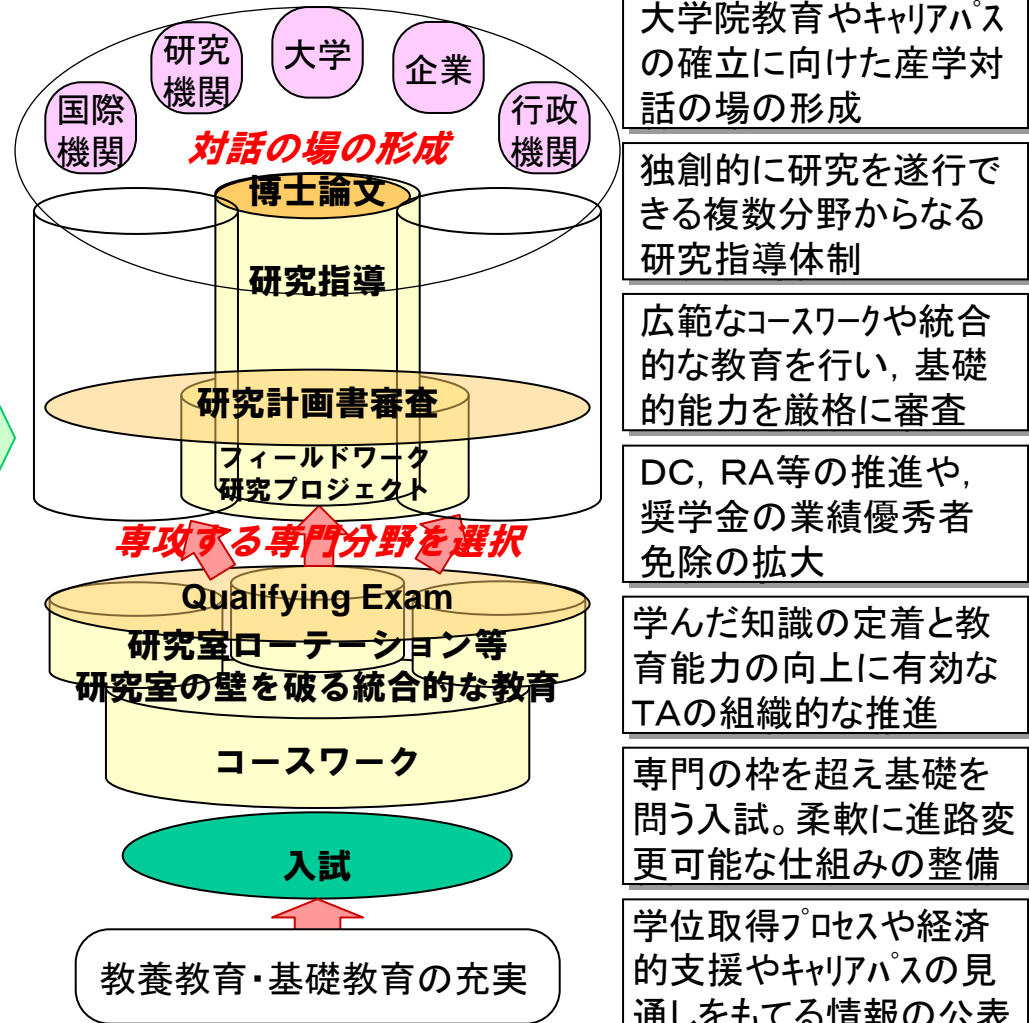 研究
機関
大学
企業
国際
機関
行政
機関
対話の場の形成
博士論文
研究指導
研究計画書審査
フィールドワーク
研究プロジェクト
専攻する専門分野を選択
Qualifying Exam
研究室ローテーション等
研究室の壁を破る統合的な教育
コースワーク
入試
教養教育・基礎教育の充実
大学院教育やｷｬﾘｱﾊﾟｽ
の確立に向けた産学対
話の場の形成
独創的に研究を遂行で
きる複数分野からなる
研究指導体制
広範なｺｰｽﾜｰｸや統合
的な教育を行い，基礎
的能力を厳格に審査
ＤＣ，ＲＡ等の推進や，
奨学金の業績優秀者
免除の拡大
学んだ知識の定着と教
育能力の向上に有効な
ＴＡの組織的な推進
専門の枠を超え基礎を
問う入試。柔軟に進路変
更可能な仕組みの整備
学位取得ﾌﾟﾛｾｽや経済
的支援やｷｬﾘｱﾊﾟｽの見
通しをもてる情報の公表